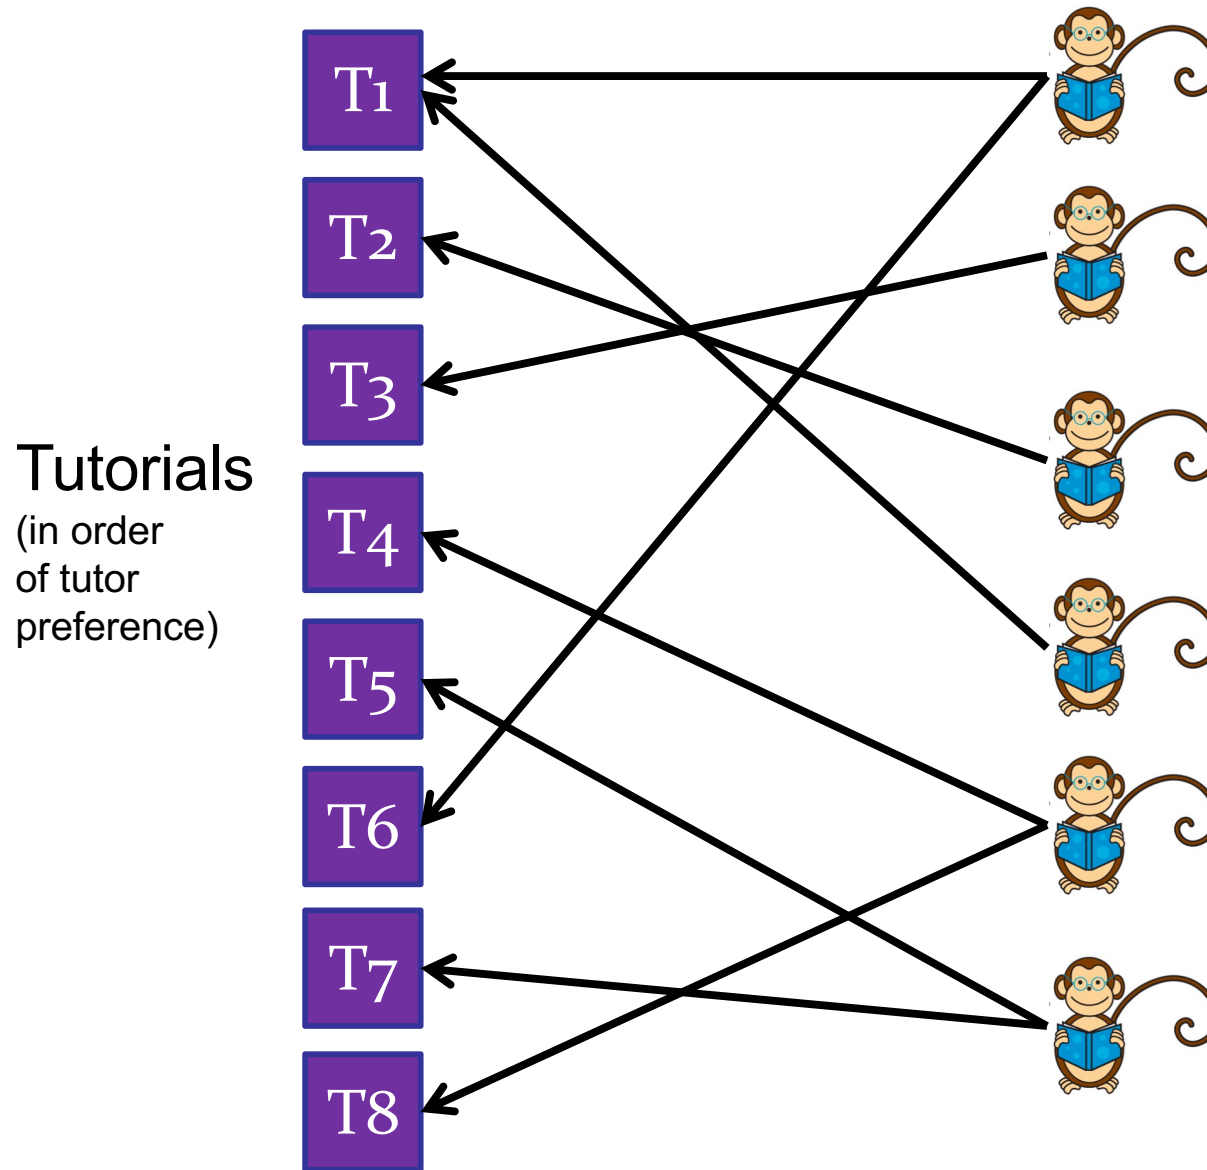 T1
T2
T3
Tutorials
(in order
of tutor
preference)
T4
T5
T6
T7
T8